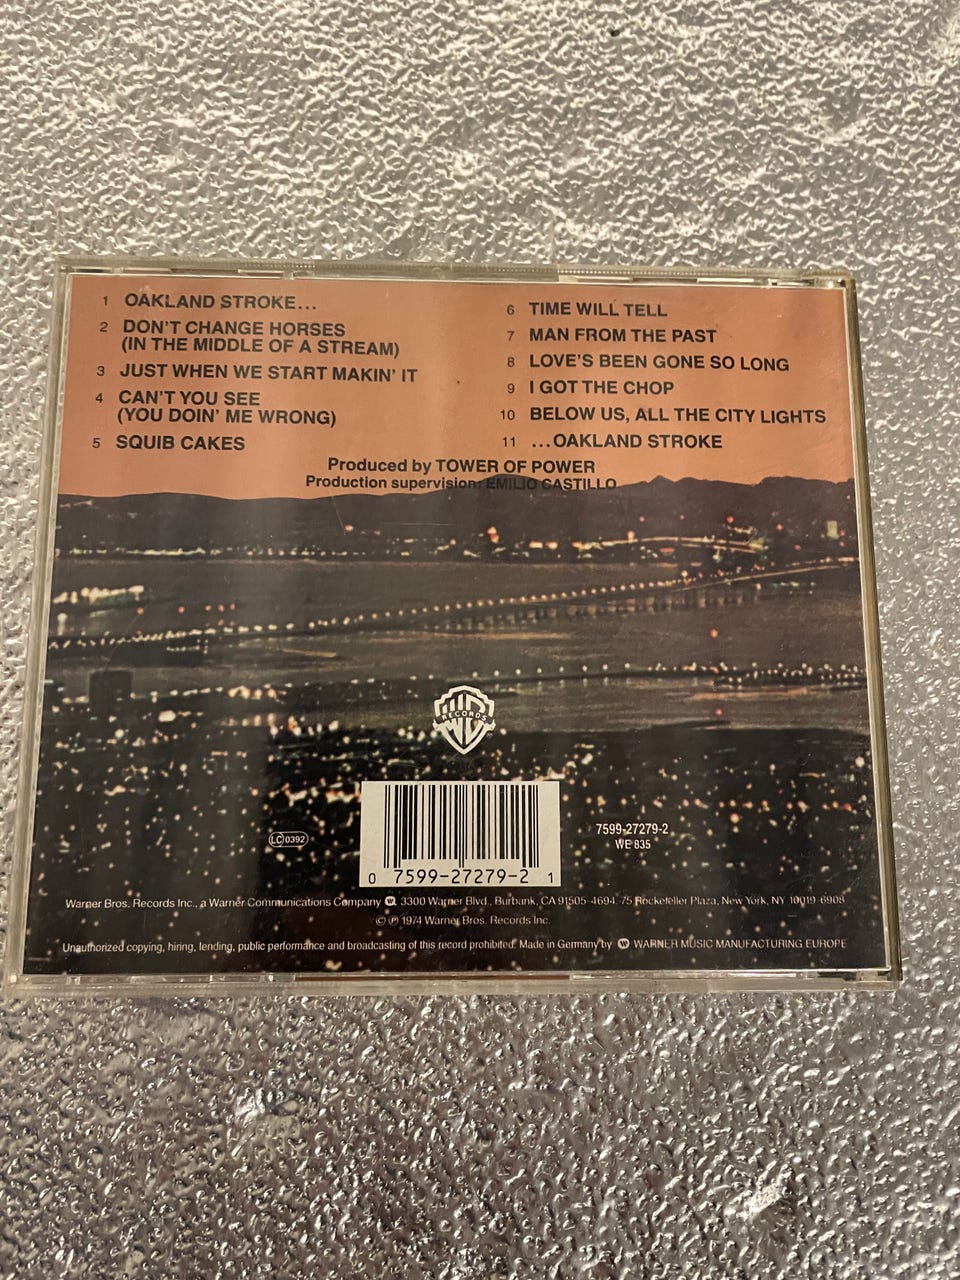 1 OAKLAND STROKE...
2 DON'T CHANGE HORSES
(IN THE MIDDLE OF A STREAM)
3 JUST WHEN WE START MAKIN' IT
4 CAN'T YOU SEE
(YOU DOIN' ME WRONG)
5 SQUIB CAKES
6 TIME WILL TELL
7 MAN FROM THE PAST
8 LOVE'S BEEN GONE SO LONG
9 I GOT THE CHOP
10 BELOW US, ALL THE CITY LIGHTS
11 ...OAKLAND STROKE
Produced by TOWER OF POWER
Production supervision: EMILIO CASTILLO
WB RECORDS
LC 0392
0 7599-27279-2 1
7599-27279-2
WE 835
Warner Bros. Records Inc., a Warner Communications Company 3300 Warner Blvd., Burbank, CA 91505-4694. 75 Rockefeller Plaza, New York, NY 10019-6908
© ℗ 1974 Warner Bros. Records Inc.
Unauthorized copying, hiring, lending, public performance and broadcasting of this record prohibited. Made in Germany by WARNER MUSIC MANUFACTURING EUROPE